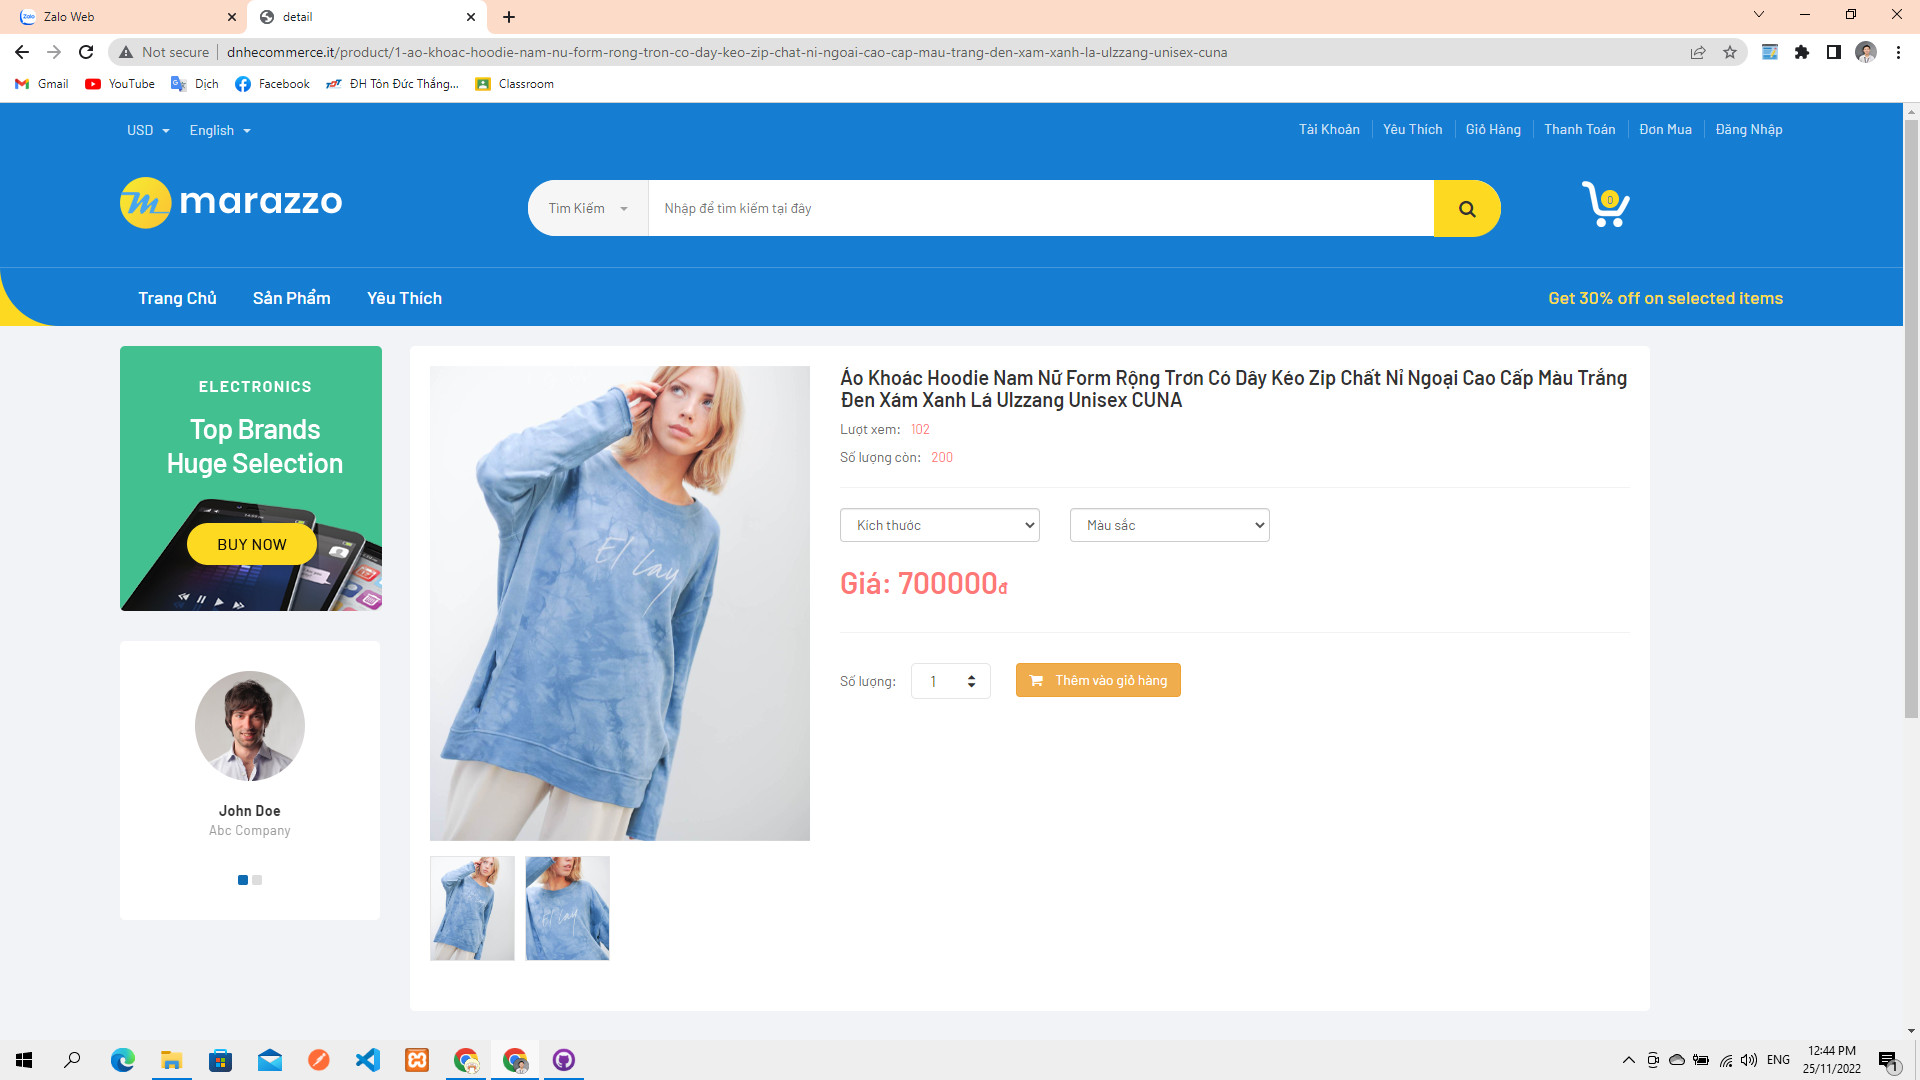 Zalo Web
detail
Not secure
dnhecommerce.it/product/1-ao-khoac-hoodie-nam-nu-form-rong-tron-co-day-keo-zip-chat-ni-ngoai-cao-cap-mau-trang-den-xam-xanh-la-ulzzang-unisex-cuna
Gmail
YouTube
Dịch
Facebook
ĐH Tôn Đức Thắng...
Classroom
USD
English
Tài Khoản
Yêu Thích
Giỏ Hàng
Thanh Toán
Đơn Mua
Đăng Nhập
marazzo
Tìm Kiếm
Nhập để tìm kiếm tại đây
0
Trang Chủ
Sản Phẩm
Yêu Thích
Get 30% off on selected items
ELECTRONICS
Top Brands
Huge Selection
BUY NOW
John Doe
Abc Company
El Lay
Áo Khoác Hoodie Nam Nữ Form Rộng Trơn Có Dây Kéo Zip Chất Nỉ Ngoại Cao Cấp Màu Trắng
Đen Xám Xanh Lá Ulzzang Unisex CUNA
Lượt xem: 102
Số lượng còn: 200
Kích thước
Màu sắc
Giá: 700000đ
Số lượng: 1
Thêm vào giỏ hàng
ENG
12:44 PM
25/11/2022
1